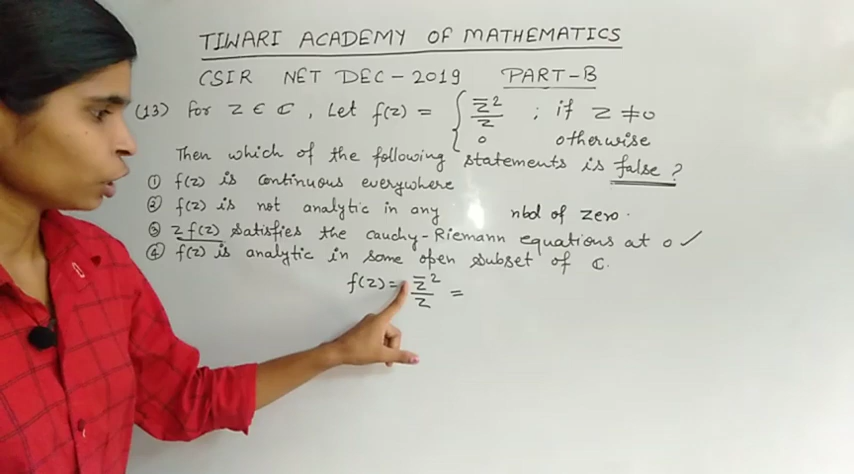 TIWARI ACADEMY OF MATHEMATICS
CSIR NET DEC-2019 PART-B
(13) For z ∈ ℂ, Let f(z) = { z̄²/z ; if z ≠ 0
0 otherwise
Then which of the following statements is false?
① f(z) is continuous everywhere
② f(z) is not analytic in any nbd of zero.
③ z f(z) satisfies the Cauchy-Riemann equations at 0 ✓
④ f(z) is analytic in some open subset of ℂ.
f(z) = z̄²/z =